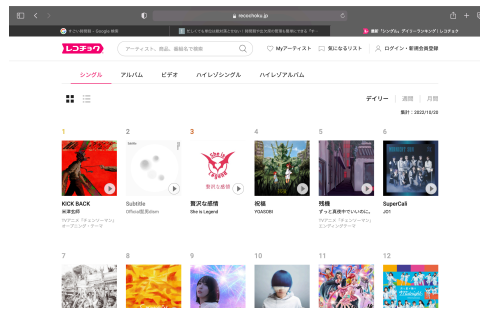 recochoku.jp
レコチョク
アーティスト、商品、番組名で検索
Myアーティスト
気になるリスト
ログイン・新規会員登録
シングル
アルバム
ビデオ
ハイレゾシングル
ハイレゾアルバム
デイリー
週間
月間
集計：2022/10/20
1
2
3
4
5
6
KICK BACK
Subtitle
贅沢な感情
祝福
残機
SuperCali
米津玄師
Official髭男dism
She is Legend
YOASOBI
ずっと真夜中でいいのに。
JO1
TVアニメ『チェンソーマン』
オープニング・テーマ
TVアニメ『チェンソーマン』
エンディングテーマ
7
8
9
10
11
12